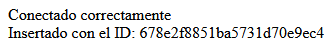 Conectado correctamente
Insertado con el ID: 678e2f8851ba5731d70e9ec4